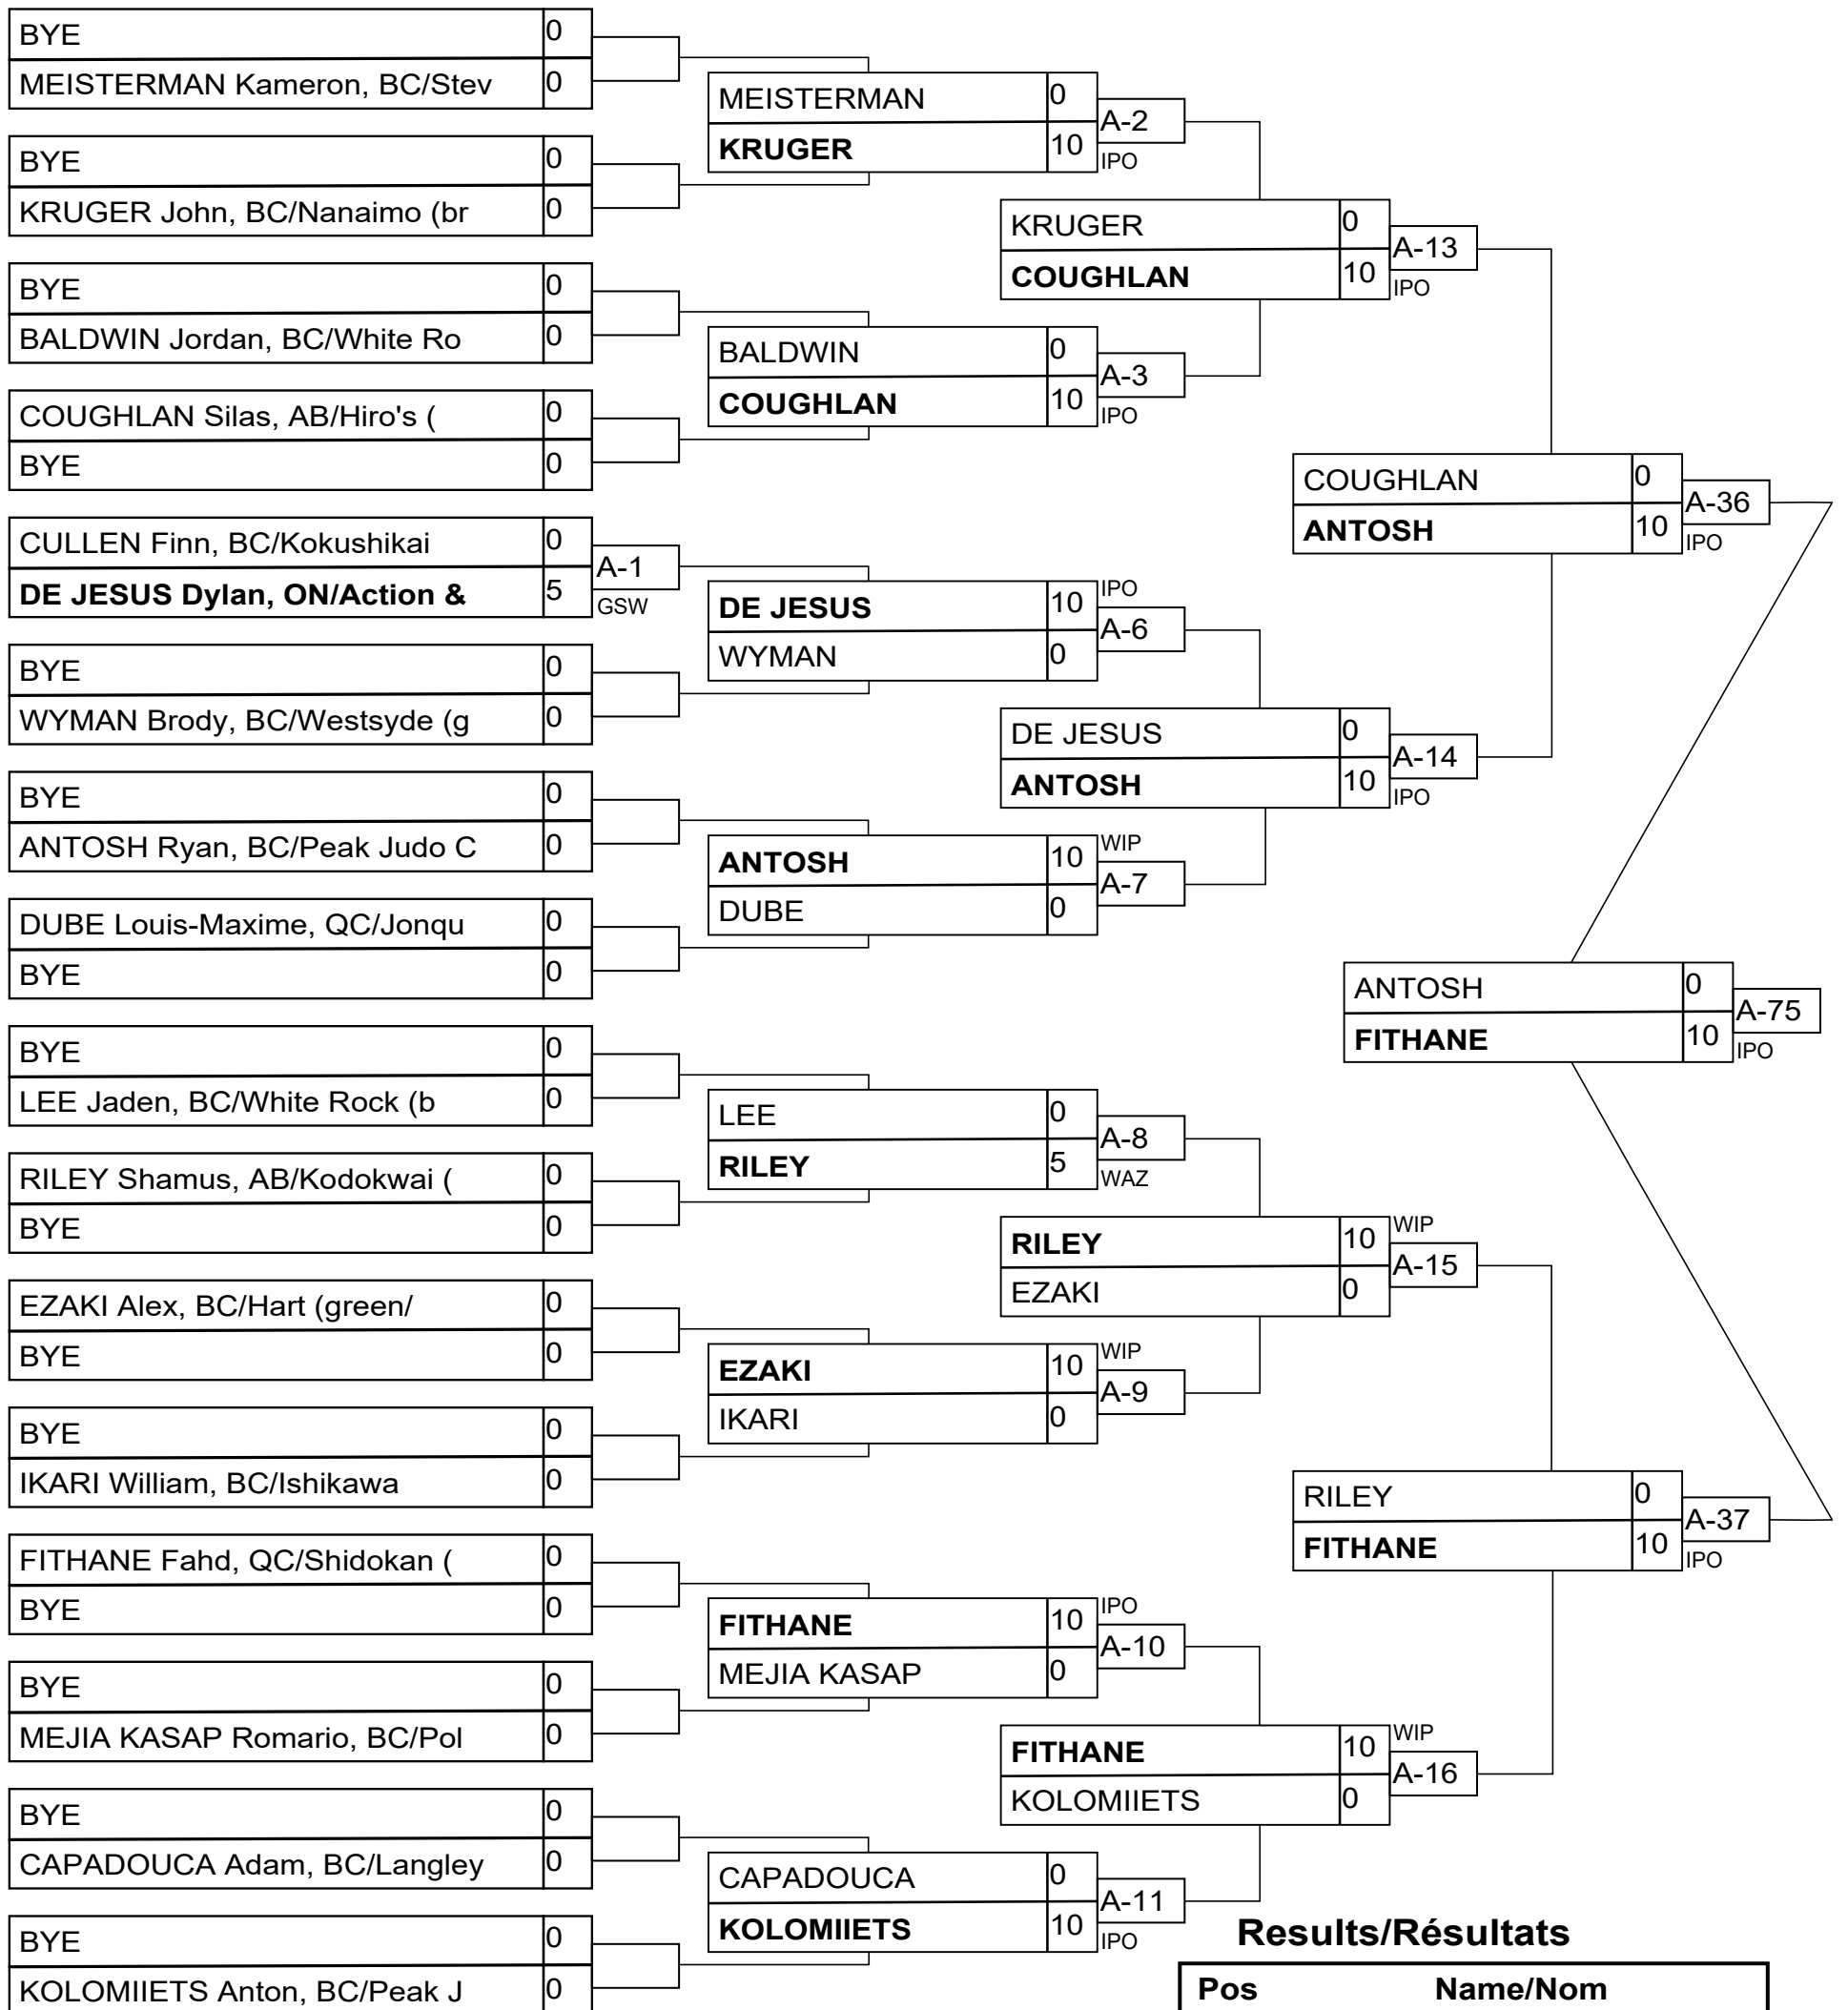 BYE 0
MEISTERMAN Kameron, BC/Stev 0
BYE 0
KRUGER John, BC/Nanaimo (br 0
BYE 0
BALDWIN Jordan, BC/White Ro 0
COUGHLAN Silas, AB/Hiro's ( 0
BYE 0
CULLEN Finn, BC/Kokushikai 0
DE JESUS Dylan, ON/Action & 5
A-1
GSW
BYE 0
WYMAN Brody, BC/Westsyde (g 0
BYE 0
ANTOSH Ryan, BC/Peak Judo C 0
DUBE Louis-Maxime, QC/Jonqu 0
BYE 0
BYE 0
LEE Jaden, BC/White Rock (b 0
RILEY Shamus, AB/Kodokwai ( 0
BYE 0
EZAKI Alex, BC/Hart (green/ 0
BYE 0
BYE 0
IKARI William, BC/Ishikawa 0
FITHANE Fahd, QC/Shidokan ( 0
BYE 0
BYE 0
MEJIA KASAP Romario, BC/Pol 0
BYE 0
CAPADOUCA Adam, BC/Langley 0
BYE 0
KOLOMIIETS Anton, BC/Peak J 0
MEISTERMAN 0
KRUGER 10
A-2
IPO
BALDWIN 0
COUGHLAN 10
A-3
IPO
DE JESUS 10
WYMAN 0
IPO
A-6
ANTOSH 10
DUBE 0
WIP
A-7
LEE 0
RILEY 5
A-8
WAZ
EZAKI 10
IKARI 0
WIP
A-9
FITHANE 10
MEJIA KASAP 0
IPO
A-10
CAPADOUCA 0
KOLOMIIETS 10
A-11
IPO
KRUGER 0
COUGHLAN 10
A-13
IPO
DE JESUS 0
ANTOSH 10
A-14
IPO
RILEY 10
EZAKI 0
WIP
A-15
FITHANE 10
KOLOMIIETS 0
WIP
A-16
COUGHLAN 0
ANTOSH 10
A-36
IPO
RILEY 0
FITHANE 10
A-37
IPO
ANTOSH 0
FITHANE 10
A-75
IPO
Results/Résultats
Pos Name/Nom